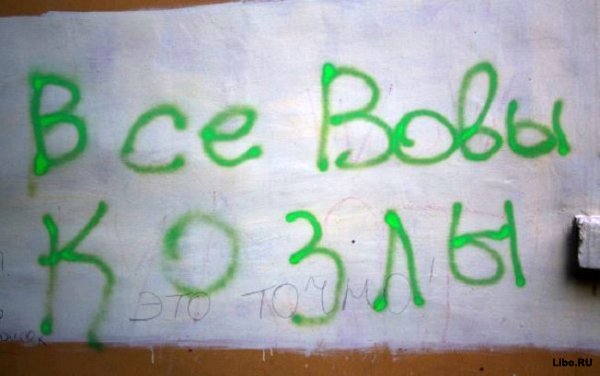 Все Вовы
козлы
это точно!
Libo.RU